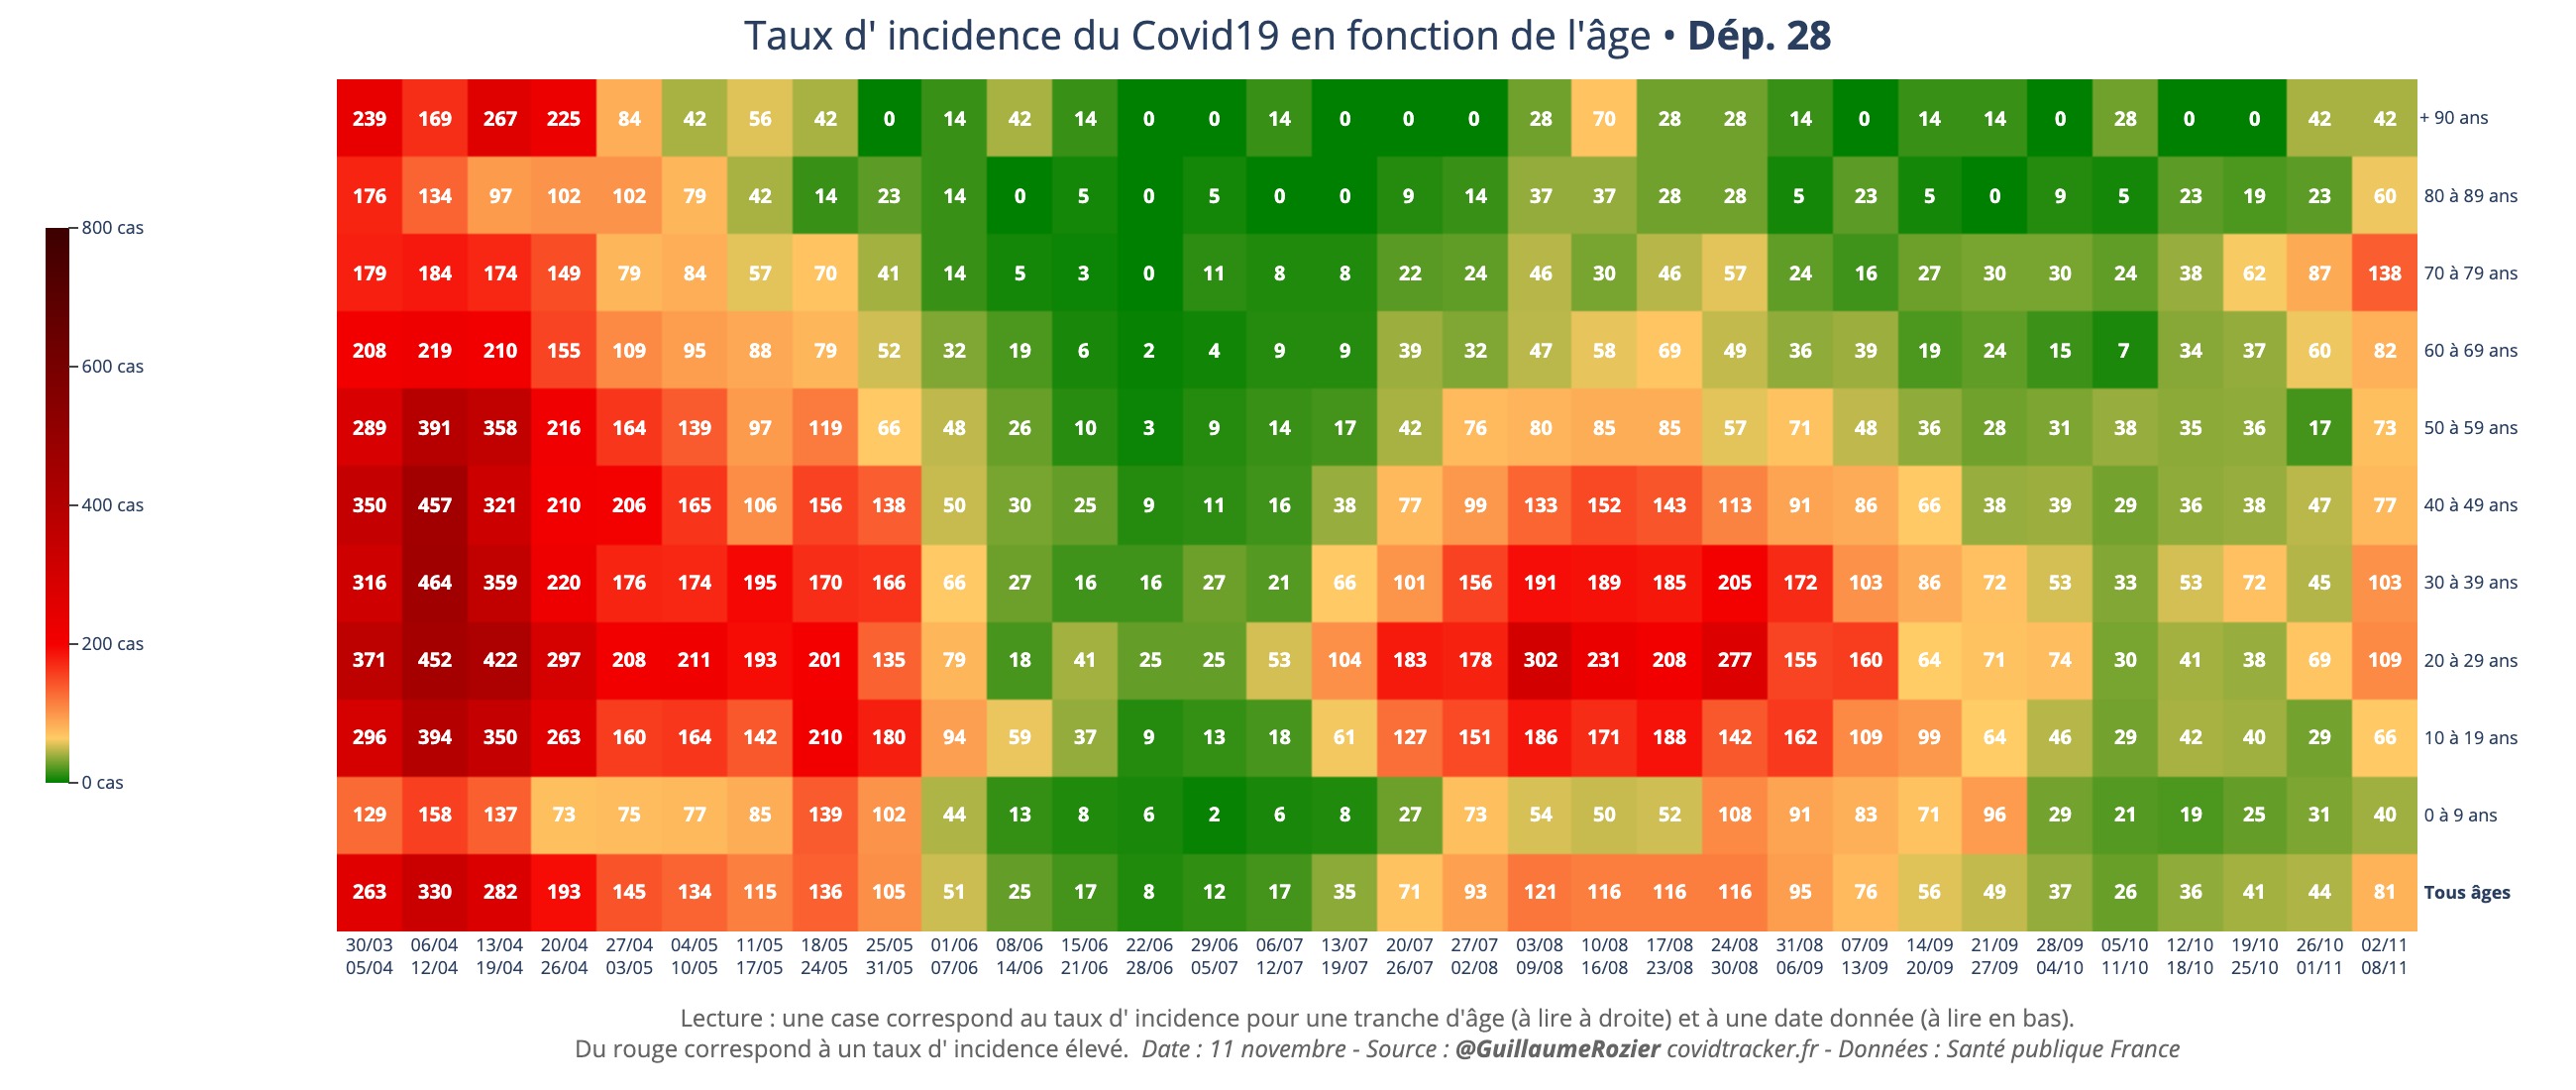 Taux d' incidence du Covid19 en fonction de l'âge • Dép. 28
800 cas
600 cas
400 cas
200 cas
0 cas
239 169 267 225 84 42 56 42 0 14 42 14 0 0 14 0 0 0 28 70 28 28 14 0 14 14 0 28 0 0 42 42 + 90 ans
176 134 97 102 102 79 42 14 23 14 0 5 0 5 0 0 9 14 37 37 28 28 5 23 5 0 9 5 23 19 23 60 80 à 89 ans
179 184 174 149 79 84 57 70 41 14 5 3 0 11 8 8 22 24 46 30 46 57 24 16 27 30 30 24 38 62 87 138 70 à 79 ans
208 219 210 155 109 95 88 79 52 32 19 6 2 4 9 9 39 32 47 58 69 49 36 39 19 24 15 7 34 37 60 82 60 à 69 ans
289 391 358 216 164 139 97 119 66 48 26 10 3 9 14 17 42 76 80 85 85 57 71 48 36 28 31 38 35 36 17 73 50 à 59 ans
350 457 321 210 206 165 106 156 138 50 30 25 9 11 16 38 77 99 133 152 143 113 91 86 66 38 39 29 36 38 47 77 40 à 49 ans
316 464 359 220 176 174 195 170 166 66 27 16 16 27 21 66 101 156 191 189 185 205 172 103 86 72 53 33 53 72 45 103 30 à 39 ans
371 452 422 297 208 211 193 201 135 79 18 41 25 25 53 104 183 178 302 231 208 277 155 160 64 71 74 30 41 38 69 109 20 à 29 ans
296 394 350 263 160 164 142 210 180 94 59 37 9 13 18 61 127 151 186 171 188 142 162 109 99 64 46 29 42 40 29 66 10 à 19 ans
129 158 137 73 75 77 85 139 102 44 13 8 6 2 6 8 27 73 54 50 52 108 91 83 71 96 29 21 19 25 31 40 0 à 9 ans
263 330 282 193 145 134 115 136 105 51 25 17 8 12 17 35 71 93 121 116 116 116 95 76 56 49 37 26 36 41 44 81 Tous âges
30/03 06/04 13/04 20/04 27/04 04/05 11/05 18/05 25/05 01/06 08/06 15/06 22/06 29/06 06/07 13/07 20/07 27/07 03/08 10/08 17/08 24/08 31/08 07/09 14/09 21/09 28/09 05/10 12/10 19/10 26/10 02/11
05/04 12/04 19/04 26/04 03/05 10/05 17/05 24/05 31/05 07/06 14/06 21/06 28/06 05/07 12/07 19/07 26/07 02/08 09/08 16/08 23/08 30/08 06/09 13/09 20/09 27/09 04/10 11/10 18/10 25/10 01/11 08/11
Lecture : une case correspond au taux d' incidence pour une tranche d'âge (à lire à droite) et à une date donnée (à lire en bas).
Du rouge correspond à un taux d' incidence élevé. Date : 11 novembre - Source : @GuillaumeRozier covidtracker.fr - Données : Santé publique France